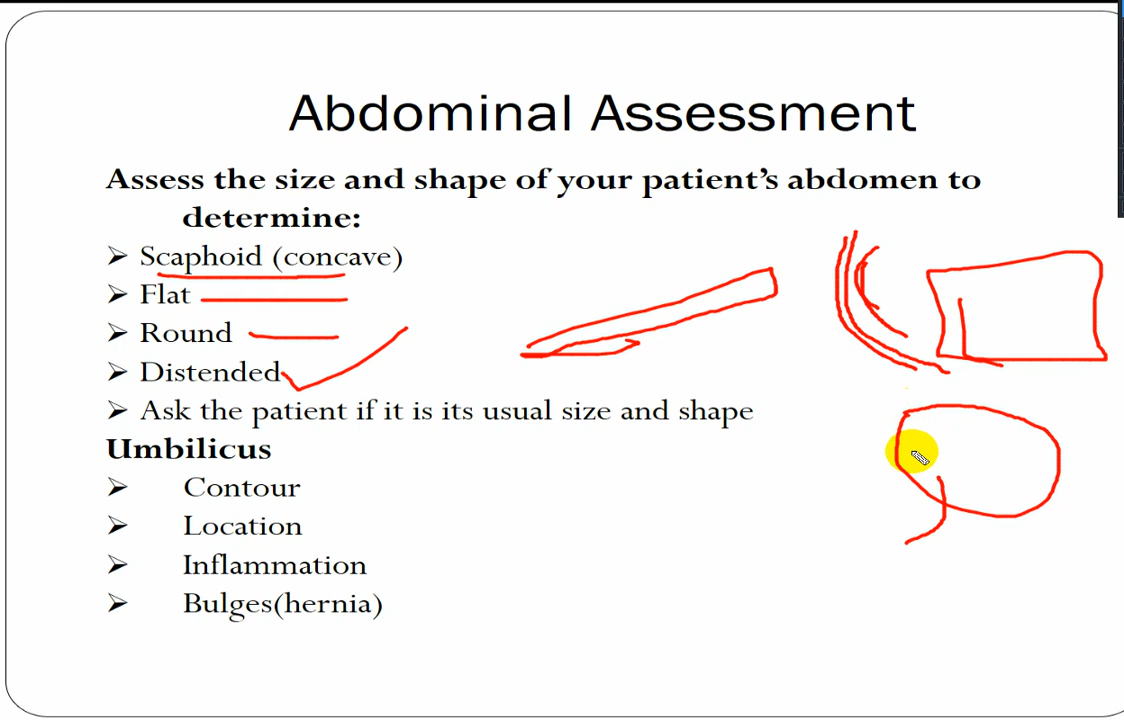 Abdominal Assessment
Assess the size and shape of your patient's abdomen to
determine:
➢ Scaphoid (concave)
➢ Flat
➢ Round
➢ Distended
➢ Ask the patient if it is its usual size and shape
Umbilicus
➢ Contour
➢ Location
➢ Inflammation
➢ Bulges(hernia)